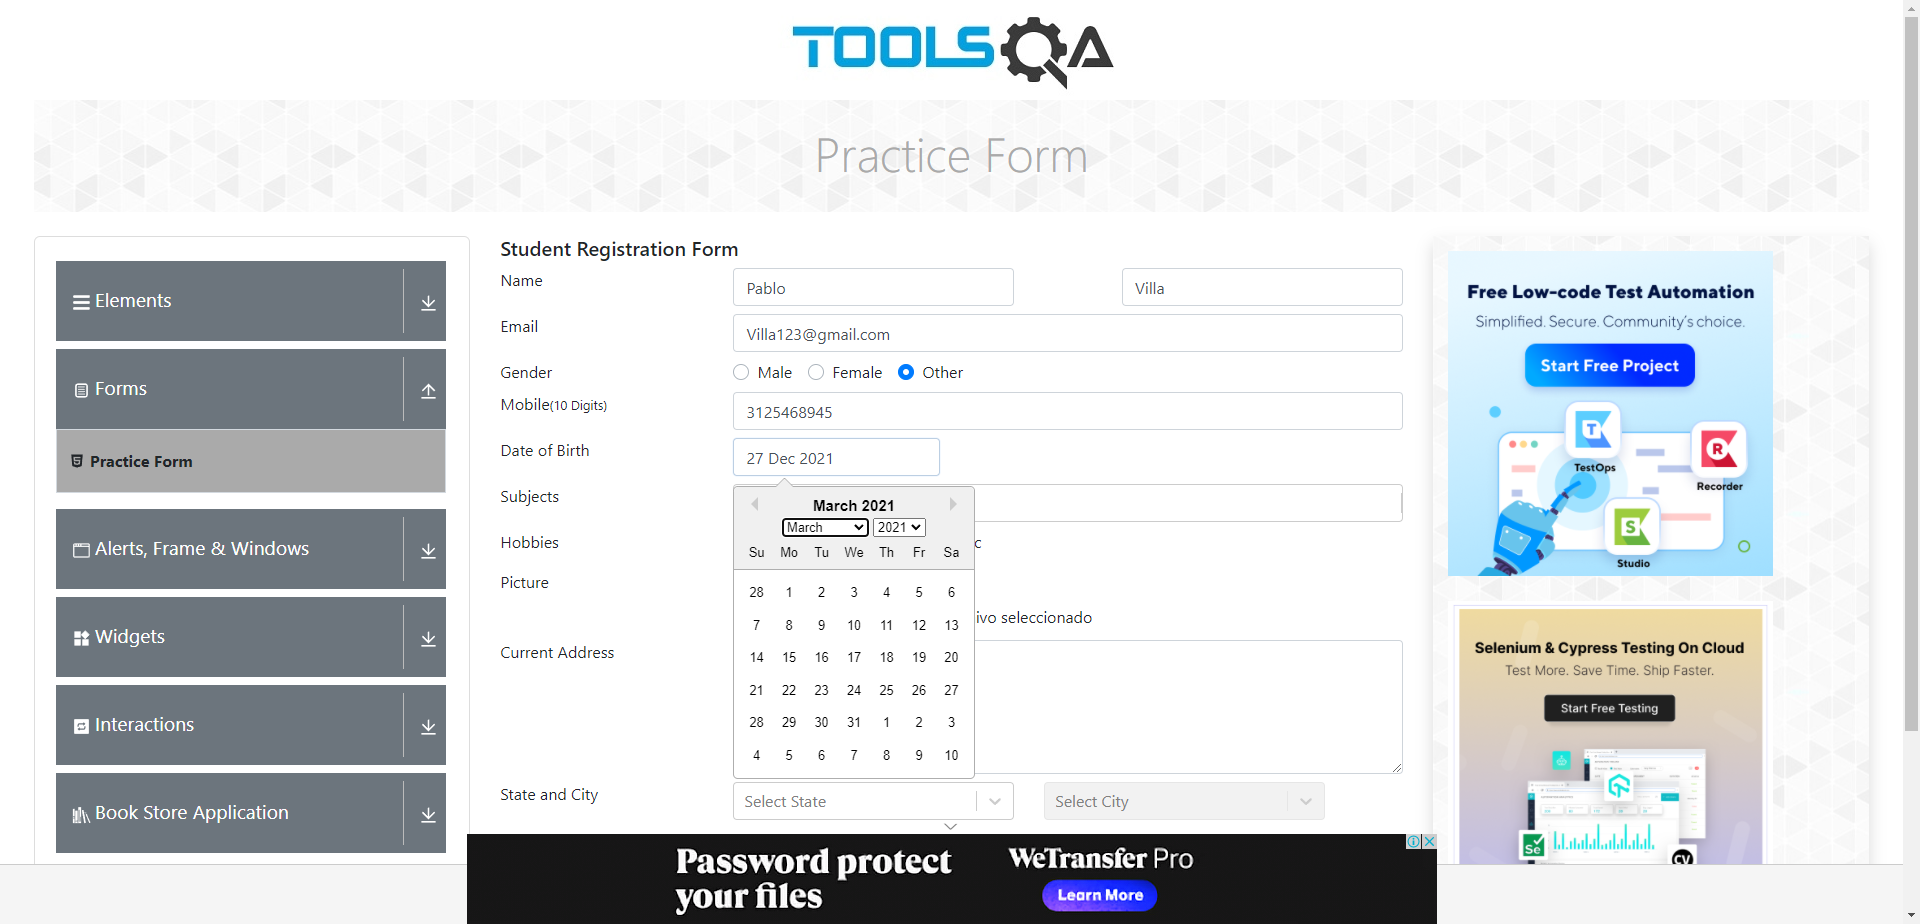 TOOLSQA
Practice Form
Elements
Forms
Practice Form
Alerts, Frame & Windows
Widgets
Interactions
Book Store Application
Student Registration Form
Name
Pablo
Villa
Email
Villa123@gmail.com
Gender
Male
Female
Other
Mobile(10 Digits)
3125468945
Date of Birth
27 Dec 2021
March 2021
March
2021
Su Mo Tu We Th Fr Sa
28 1 2 3 4 5 6
7 8 9 10 11 12 13
14 15 16 17 18 19 20
21 22 23 24 25 26 27
28 29 30 31 1 2 3
4 5 6 7 8 9 10
Subjects
Hobbies
c
Picture
ivo seleccionado
Current Address
State and City
Select State
Select City
Free Low-code Test Automation
Simplified. Secure. Community's choice.
Start Free Project
T
TestOps
R
Recorder
S
Studio
Selenium & Cypress Testing On Cloud
Test More. Save Time. Ship Faster.
Start Free Testing
Se
CV
Password protect
your files
WeTransfer Pro
Learn More